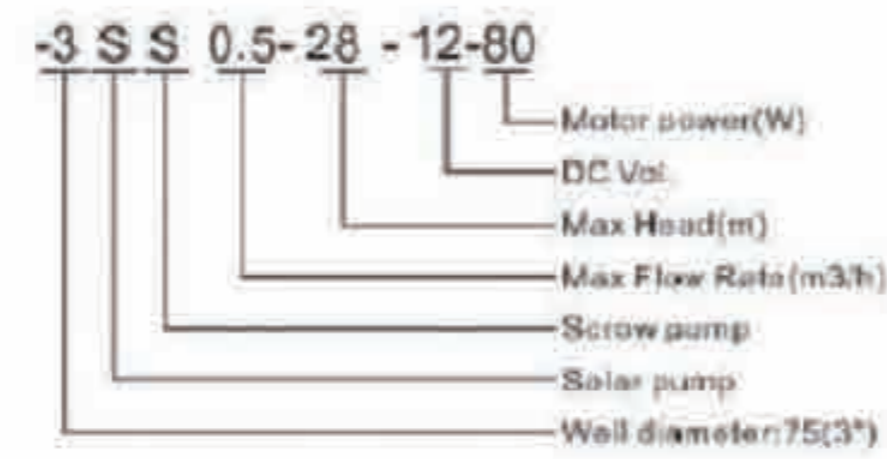 -3 S S 0.5- 28 - 12-80
Motor power(W)
DC Vol.
Max Head(m)
Max Flow Rate(m3/h)
Screw pump
Solar pump
Well diameter:75(3")